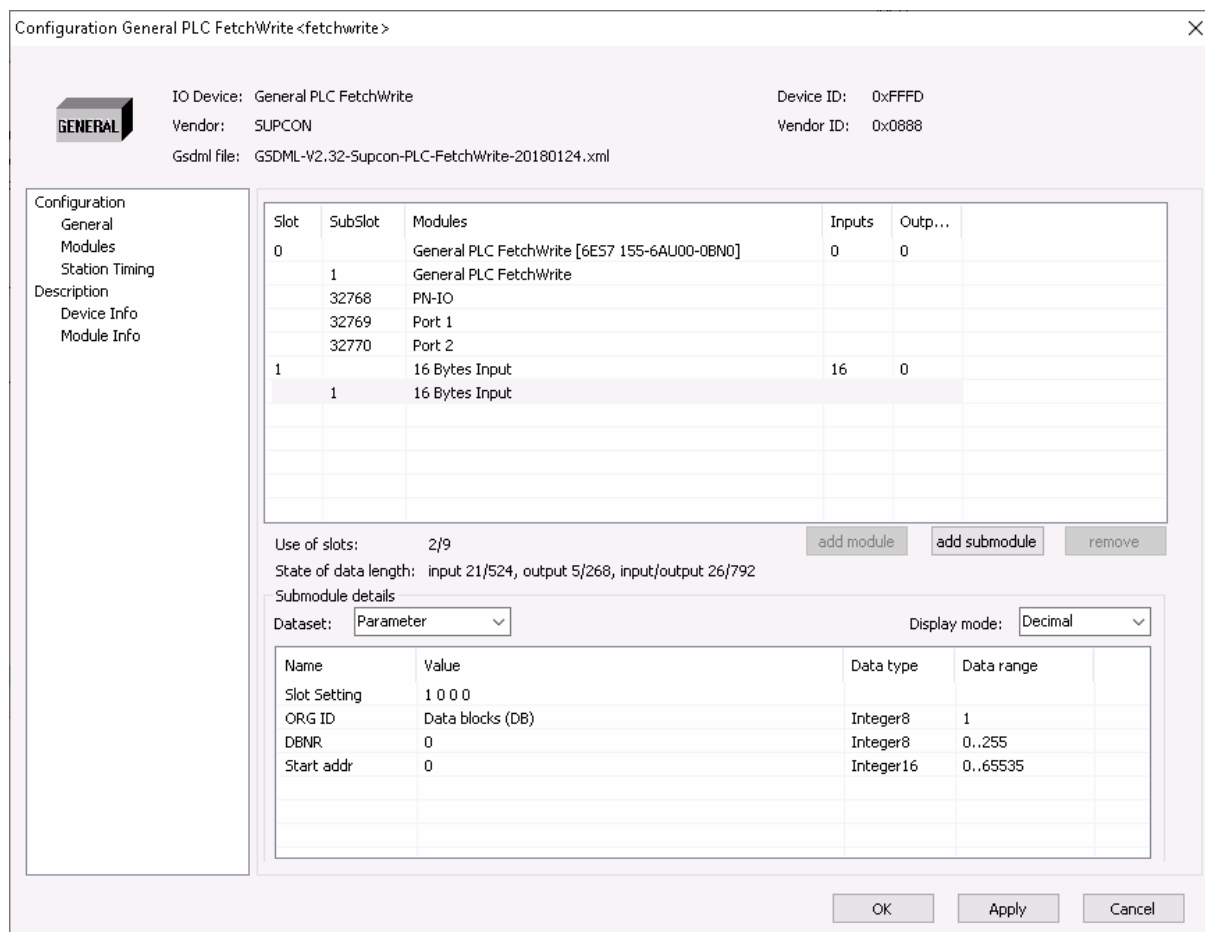 Configuration General PLC FetchWrite<fetchwrite>
IO Device: General PLC FetchWrite Device ID: 0xFFFD
GENERAL
Vendor: SUPCON Vendor ID: 0x0888
Gsdml file: GSDML-V2.32-Supcon-PLC-FetchWrite-20180124.xml
Configuration
General
Modules
Station Timing
Description
Device Info
Module Info
Slot SubSlot Modules Inputs Outp...
0 General PLC FetchWrite [6ES7 155-6AU00-0BN0] 0 0
1 General PLC FetchWrite
32768 PN-IO
32769 Port 1
32770 Port 2
1 16 Bytes Input 16 0
1 16 Bytes Input
Use of slots: 2/9
add module add submodule remove
State of data length: input 21/524, output 5/268, input/output 26/792
Submodule details
Dataset: Parameter Display mode: Decimal
Name Value Data type Data range
Slot Setting 1 0 0 0
ORG ID Data blocks (DB) Integer8 1
DBNR 0 Integer8 0..255
Start addr 0 Integer16 0..65535
OK Apply Cancel